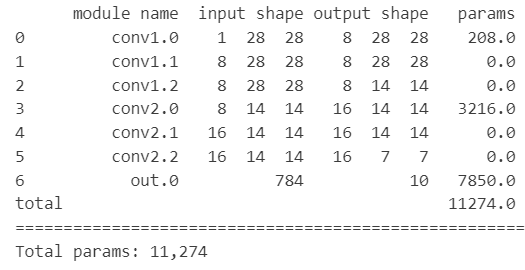 module name input shape output shape params
0 conv1.0 1 28 28 8 28 28 208.0
1 conv1.1 8 28 28 8 28 28 0.0
2 conv1.2 8 28 28 8 14 14 0.0
3 conv2.0 8 14 14 16 14 14 3216.0
4 conv2.1 16 14 14 16 14 14 0.0
5 conv2.2 16 14 14 16 7 7 0.0
6 out.0 784 10 7850.0
total 11274.0
=====================================================
Total params: 11,274